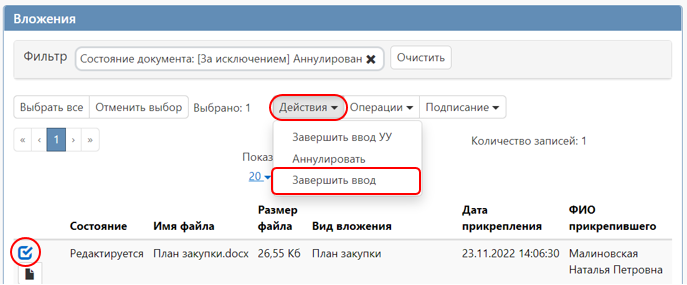 Вложения
Фильтр Состояние документа: [За исключением] Аннулирован ✖ Очистить
Выбрать все Отменить выбор Выбрано: 1 Действия Операции Подписание
Завершить ввод УУ
« ‹ 1 › » Количество записей: 1
Аннулировать
Показ
20 Завершить ввод
Состояние Имя файла Размер файла Вид вложения Дата прикрепления ФИО прикрепившего
Редактируется План закупки.docx 26,55 Кб План закупки 23.11.2022 14:06:30 Малиновская
Наталья Петровна